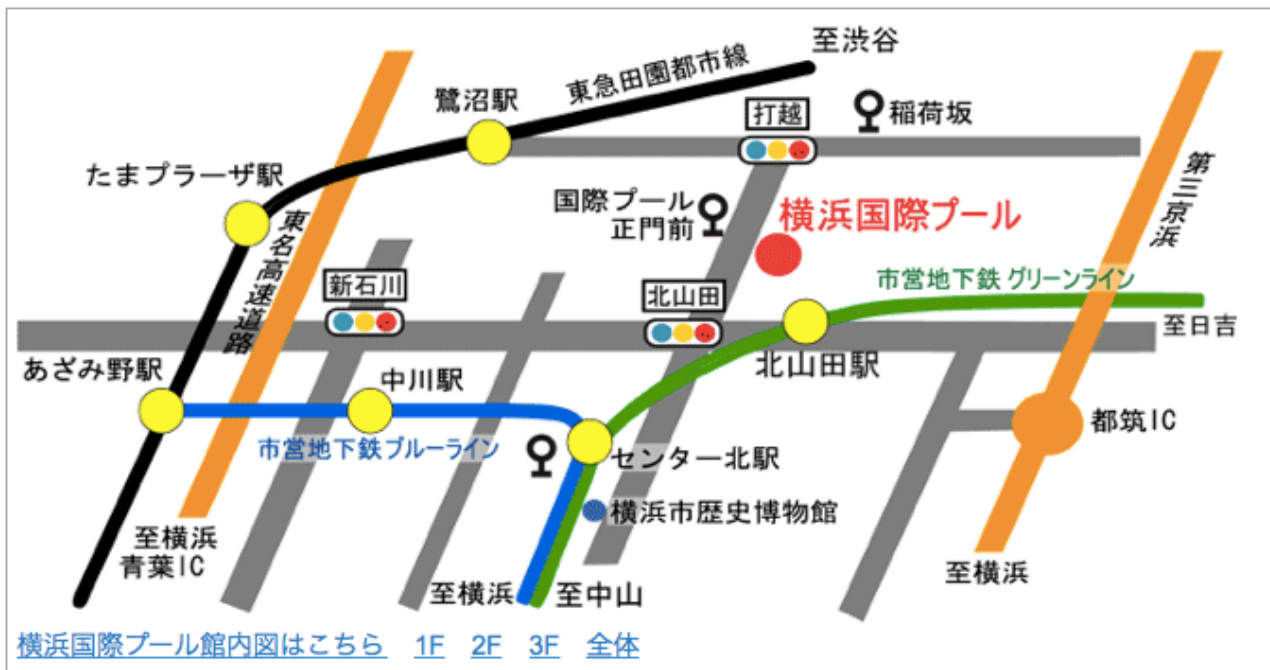 至渋谷
東急田園都市線
鷺沼駅
打越
稲荷坂
たまプラーザ駅
国際プール
正門前
横浜国際プール
第三京浜
東名高速道路
新石川
北山田
市営地下鉄 グリーンライン
至日吉
あざみ野駅
中川駅
北山田駅
市営地下鉄ブルーライン
センター北駅
都筑IC
横浜市歴史博物館
至横浜
青葉IC
至横浜
至中山
至横浜
横浜国際プール館内図はこちら 1F 2F 3F 全体